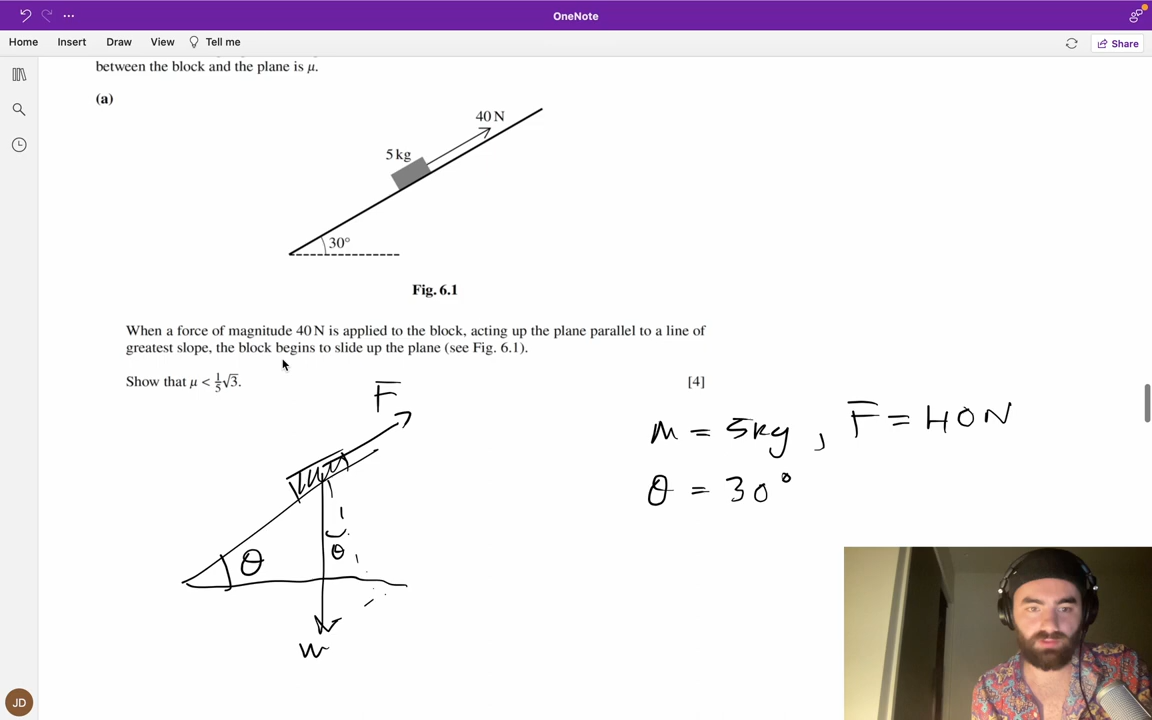 OneNote
Home Insert Draw View Tell me Share
between the block and the plane is μ.
(a)
40 N
5 kg
30°
Fig. 6.1
When a force of magnitude 40 N is applied to the block, acting up the plane parallel to a line of
greatest slope, the block begins to slide up the plane (see Fig. 6.1).
Show that μ < 1/5 √3. [4]
F
m = 5kg , F̅ = 40N
θ = 30°
θ
θ
W
JD